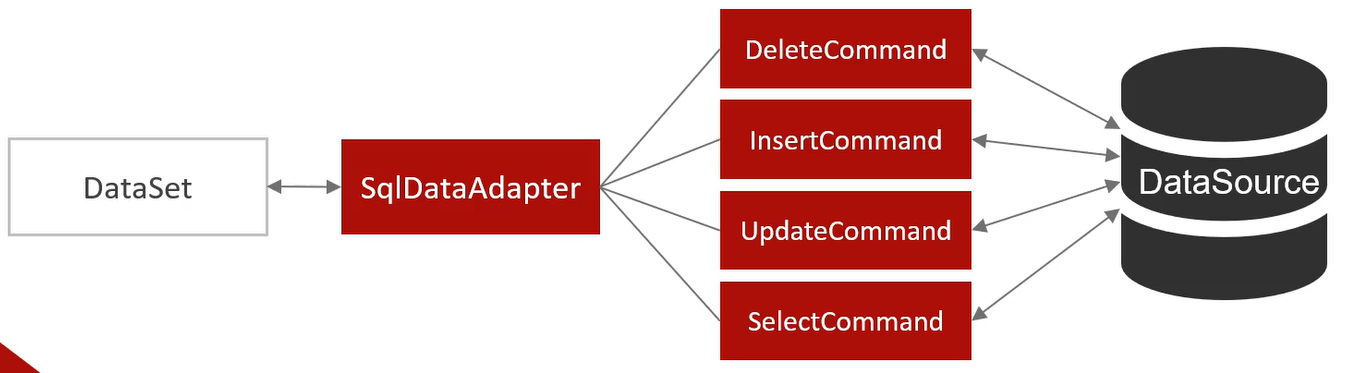 DataSet
SqlDataAdapter
DeleteCommand
InsertCommand
UpdateCommand
SelectCommand
DataSource